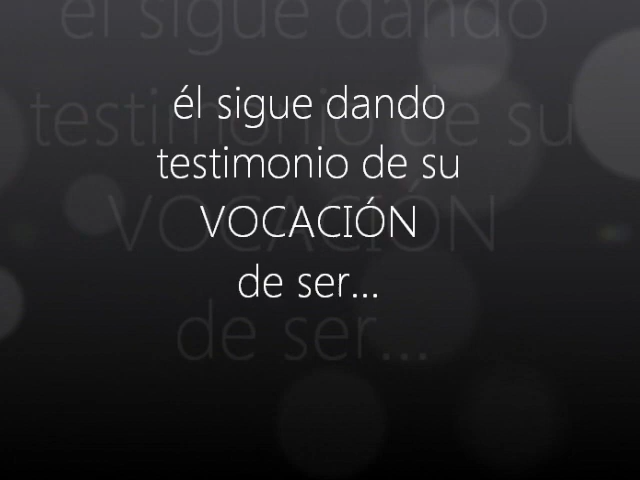 él sigue dando
testimonio de su
VOCACIÓN
de ser...